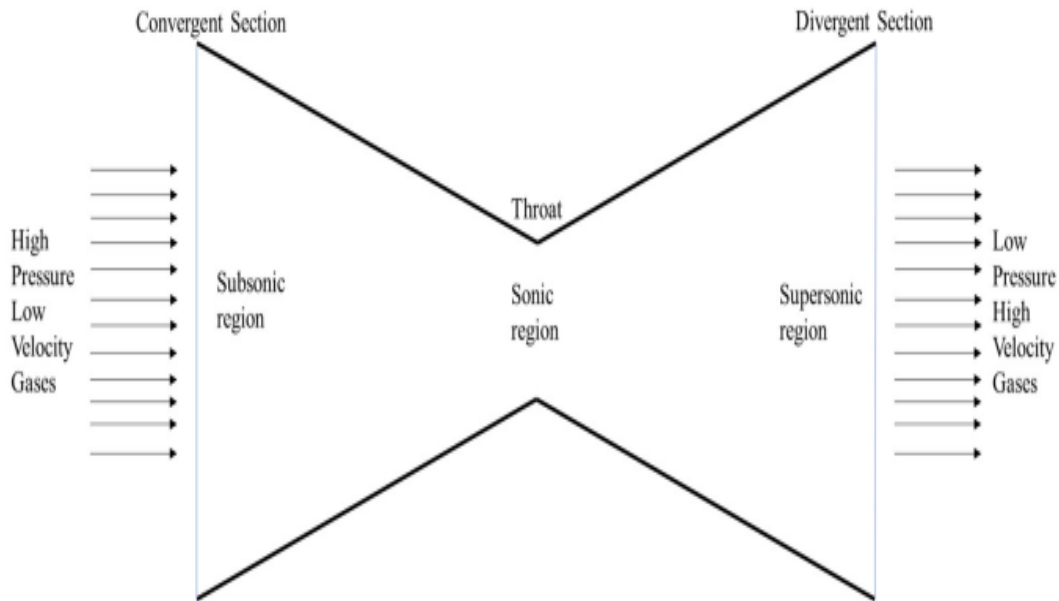 Convergent Section
Divergent Section
Throat
High
Pressure
Low
Velocity
Gases
Subsonic
region
Sonic
region
Supersonic
region
Low
Pressure
High
Velocity
Gases